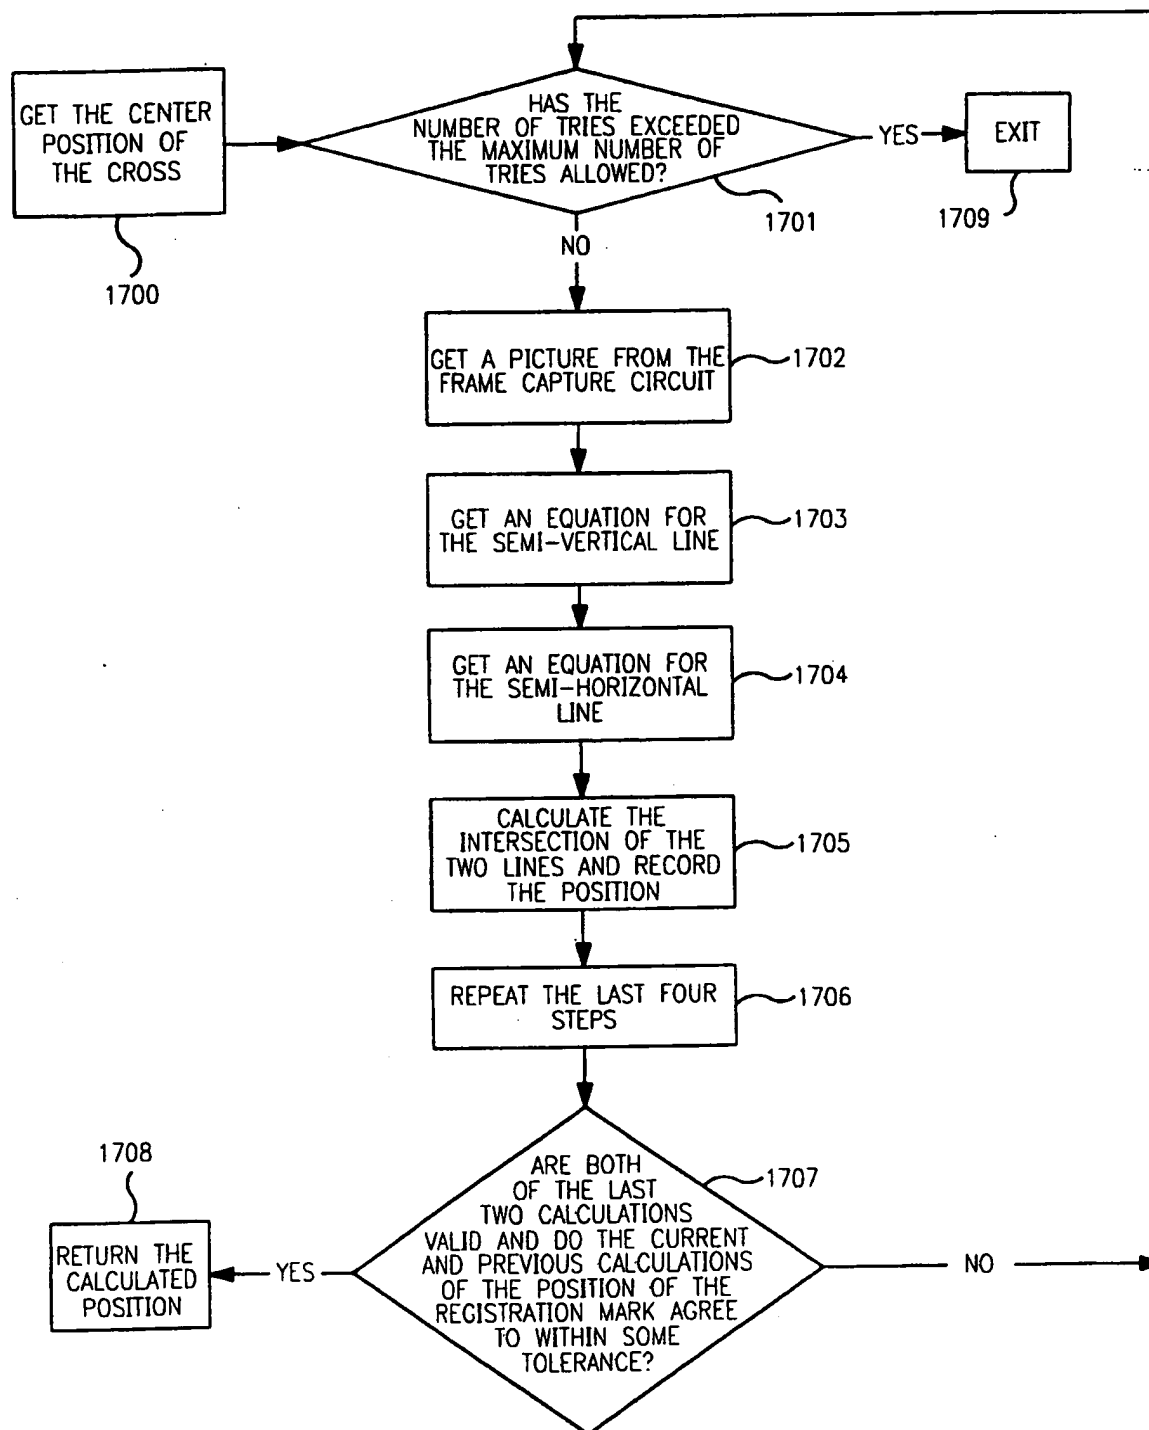 GET THE CENTER
POSITION OF
THE CROSS
1700
HAS THE
NUMBER OF TRIES EXCEEDED
THE MAXIMUM NUMBER OF
TRIES ALLOWED?
1701
YES
EXIT
1709
NO
GET A PICTURE FROM THE
FRAME CAPTURE CIRCUIT
1702
GET AN EQUATION FOR
THE SEMI-VERTICAL LINE
1703
GET AN EQUATION FOR
THE SEMI-HORIZONTAL
LINE
1704
CALCULATE THE
INTERSECTION OF THE
TWO LINES AND RECORD
THE POSITION
1705
REPEAT THE LAST FOUR
STEPS
1706
ARE BOTH
OF THE LAST
TWO CALCULATIONS
VALID AND DO THE CURRENT
AND PREVIOUS CALCULATIONS
OF THE POSITION OF THE
REGISTRATION MARK AGREE
TO WITHIN SOME
TOLERANCE?
1707
NO
YES
1708
RETURN THE
CALCULATED
POSITION